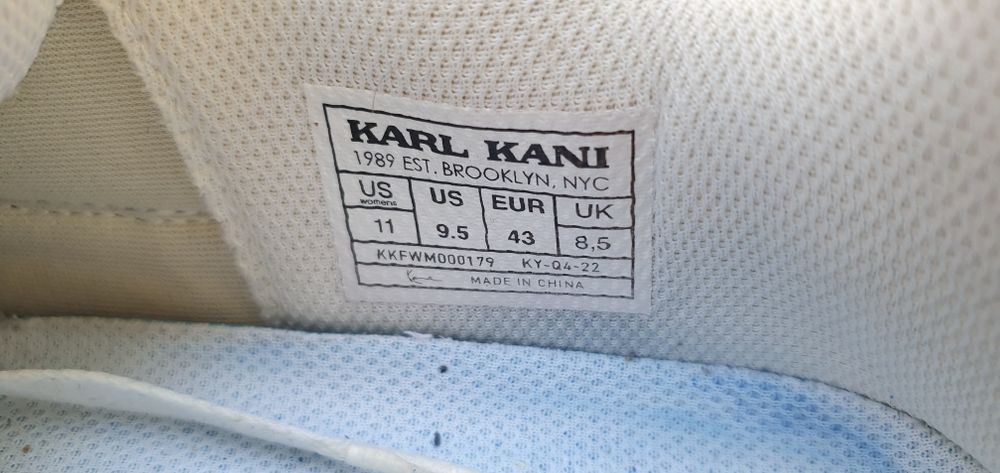 KARL KANI
1989 EST. BROOKLYN, NYC
US womens US EUR UK
11 9.5 43 8,5
KKFWM000179 KY-Q4-22
MADE IN CHINA